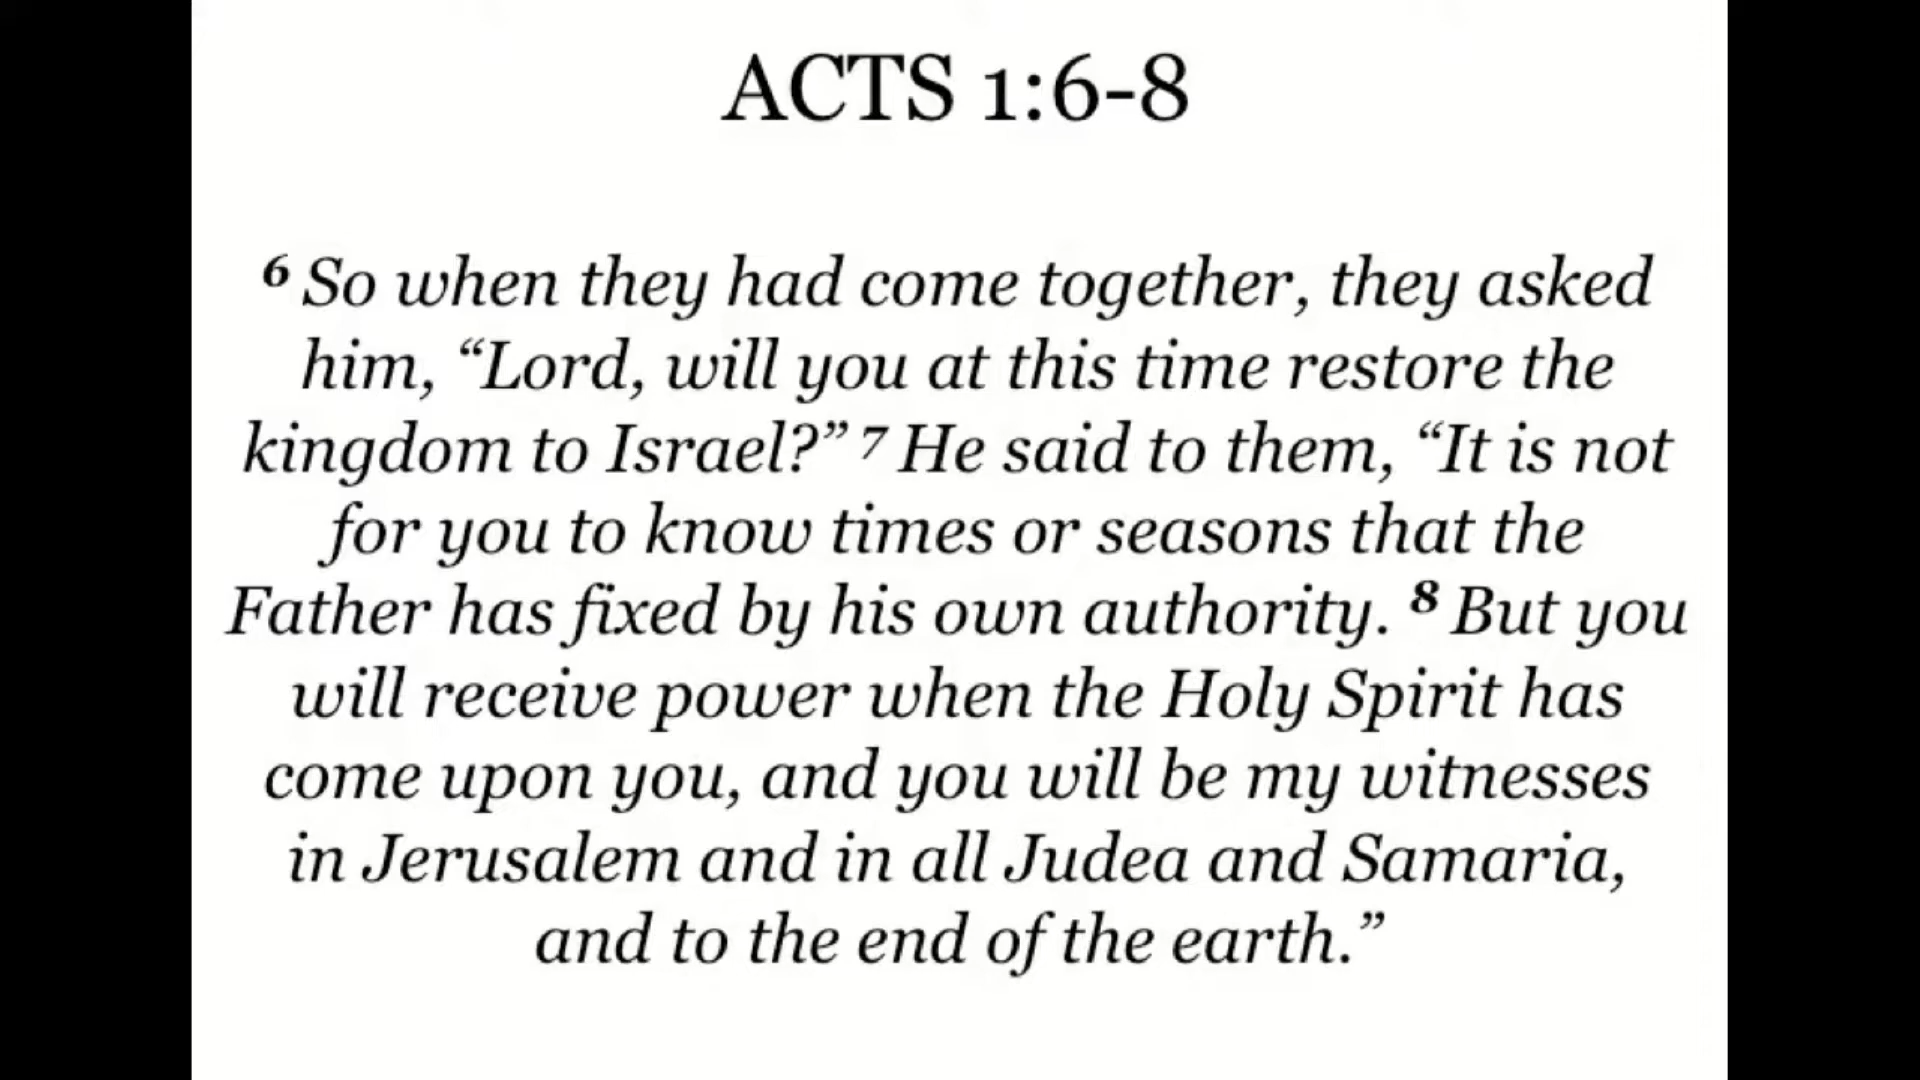 ACTS 1:6-8
6 So when they had come together, they asked
him, “Lord, will you at this time restore the
kingdom to Israel?” 7 He said to them, “It is not
for you to know times or seasons that the
Father has fixed by his own authority. 8 But you
will receive power when the Holy Spirit has
come upon you, and you will be my witnesses
in Jerusalem and in all Judea and Samaria,
and to the end of the earth.”